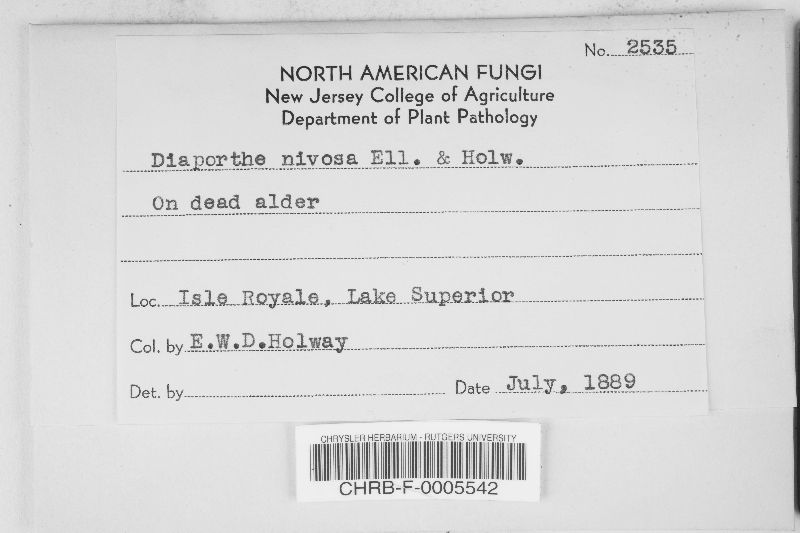 No. 2535
NORTH AMERICAN FUNGI
New Jersey College of Agriculture
Department of Plant Pathology
Diaporthe nivosa Ell. & Holw.
On dead alder
Loc. Isle Royale, Lake Superior
Col. by E.W.D.Holway
Det. by
Date July, 1889
CHRYSLER HERBARIUM - RUTGERS UNIVERSITY
CHRB-F-0005542